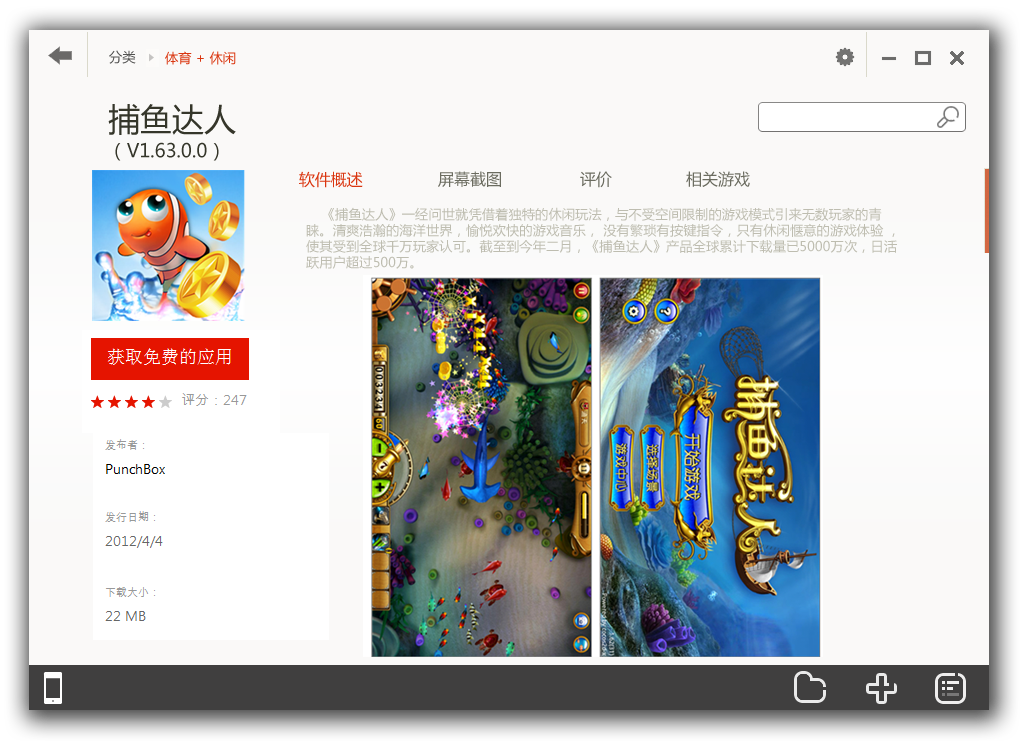 分类 体育 + 休闲
捕鱼达人
( V1.63.0.0 )
软件概述 屏幕截图 评价 相关游戏
《捕鱼达人》一经问世就凭借着独特的休闲玩法，与不受空间限制的游戏模式引来无数玩家的青
睐。清爽浩瀚的海洋世界，愉悦欢快的游戏音乐， 没有繁琐有按键指令，只有休闲惬意的游戏体验 ，
使其受到全球千万玩家认可。截至到今年二月，《捕鱼达人》产品全球累计下载量已5000万次，日活
跃用户超过500万。
获取免费的应用
评分：247
发布者：
PunchBox
发行日期：
2012/4/4
下载大小：
22 MB
捕鱼达人
开始游戏
选择场景
游戏中心